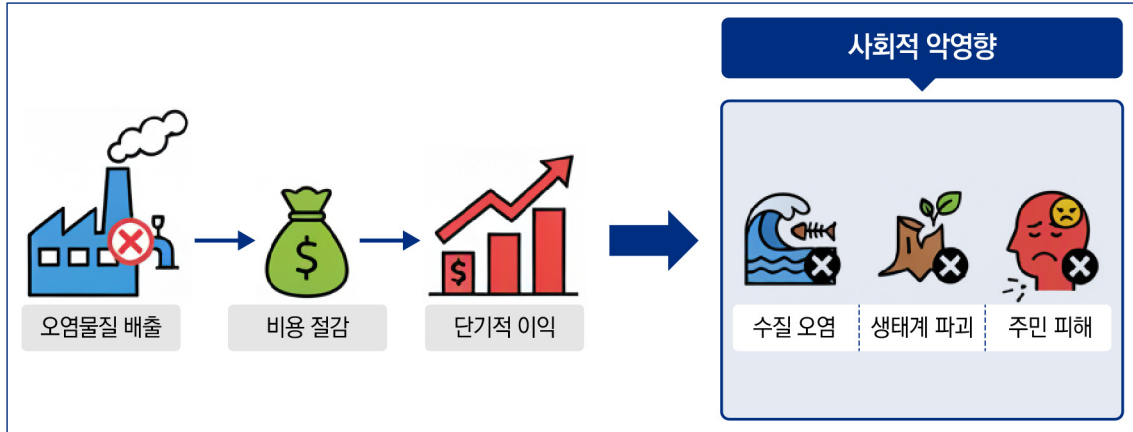 사회적 악영향
$
$
오염물질 배출
비용 절감
단기적 이익
수질 오염
생태계 파괴
주민 피해